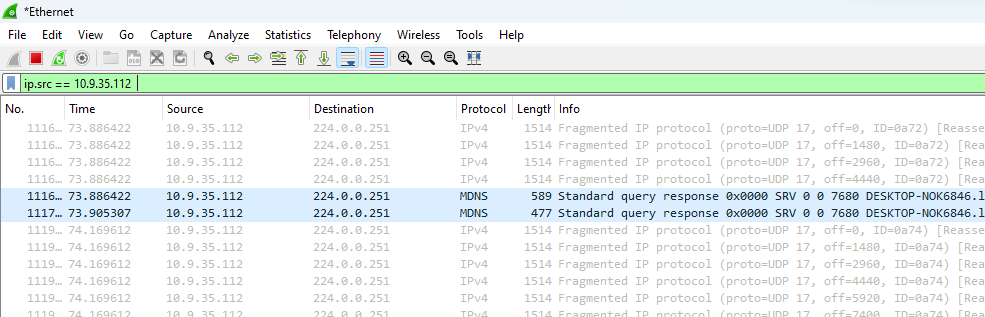 *Ethernet
File Edit View Go Capture Analyze Statistics Telephony Wireless Tools Help
ip.src == 10.9.35.112
No. Time Source Destination Protocol Length Info
1116… 73.886422 10.9.35.112 224.0.0.251 IPv4 1514 Fragmented IP protocol (proto=UDP 17, off=0, ID=0a72) [Reasse
1116… 73.886422 10.9.35.112 224.0.0.251 IPv4 1514 Fragmented IP protocol (proto=UDP 17, off=1480, ID=0a72) [Rea
1116… 73.886422 10.9.35.112 224.0.0.251 IPv4 1514 Fragmented IP protocol (proto=UDP 17, off=2960, ID=0a72) [Rea
1116… 73.886422 10.9.35.112 224.0.0.251 IPv4 1514 Fragmented IP protocol (proto=UDP 17, off=4440, ID=0a72) [Rea
1116… 73.886422 10.9.35.112 224.0.0.251 MDNS 589 Standard query response 0x0000 SRV 0 0 7680 DESKTOP-NOK6846.l
1117… 73.905307 10.9.35.112 224.0.0.251 MDNS 477 Standard query response 0x0000 SRV 0 0 7680 DESKTOP-NOK6846.l
1119… 74.169612 10.9.35.112 224.0.0.251 IPv4 1514 Fragmented IP protocol (proto=UDP 17, off=0, ID=0a74) [Reasse
1119… 74.169612 10.9.35.112 224.0.0.251 IPv4 1514 Fragmented IP protocol (proto=UDP 17, off=1480, ID=0a74) [Rea
1119… 74.169612 10.9.35.112 224.0.0.251 IPv4 1514 Fragmented IP protocol (proto=UDP 17, off=2960, ID=0a74) [Rea
1119… 74.169612 10.9.35.112 224.0.0.251 IPv4 1514 Fragmented IP protocol (proto=UDP 17, off=4440, ID=0a74) [Rea
1119… 74.169612 10.9.35.112 224.0.0.251 IPv4 1514 Fragmented IP protocol (proto=UDP 17, off=5920, ID=0a74) [Rea
1119 74.169612 10.9.35.112 224.0.0.251 IPv4 1514 Fragmented IP protocol (proto=UDP 17, off=7400, ID=0a74) [Rea